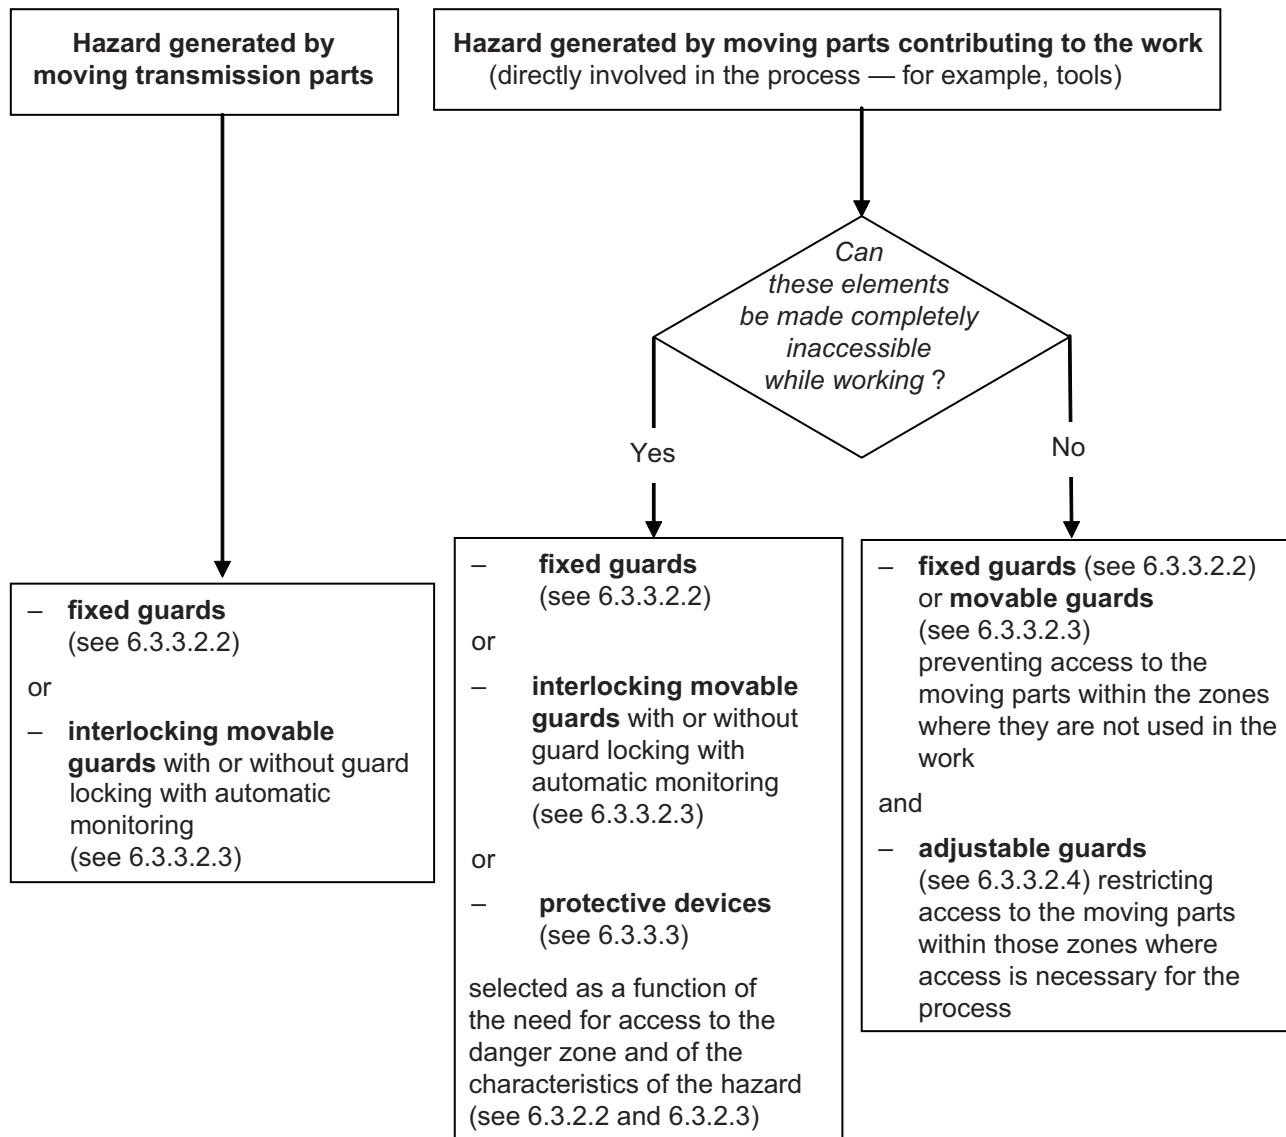 Hazard generated by
moving transmission parts
Hazard generated by moving parts contributing to the work
(directly involved in the process — for example, tools)
Can
these elements
be made completely
inaccessible
while working ?
Yes
No
– fixed guards
(see 6.3.3.2.2)
or
– interlocking movable
guards with or without guard
locking with automatic
monitoring
(see 6.3.3.2.3)
– fixed guards
(see 6.3.3.2.2)
or
– interlocking movable
guards with or without
guard locking with
automatic monitoring
(see 6.3.3.2.3)
or
– protective devices
(see 6.3.3.3)
selected as a function of
the need for access to the
danger zone and of the
characteristics of the hazard
(see 6.3.2.2 and 6.3.2.3)
– fixed guards (see 6.3.3.2.2)
or movable guards
(see 6.3.3.2.3)
preventing access to the
moving parts within the zones
where they are not used in the
work
and
– adjustable guards
(see 6.3.3.2.4) restricting
access to the moving parts
within those zones where
access is necessary for the
process